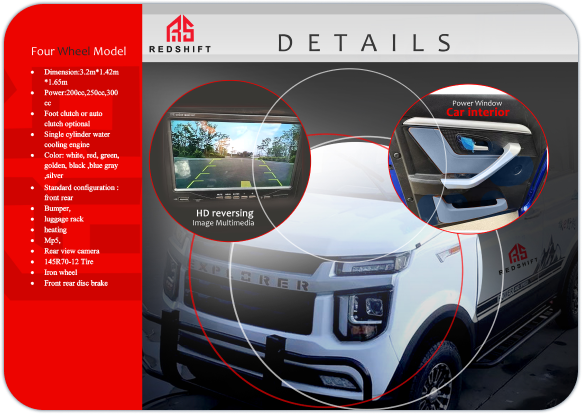 REDSHIFT
DETAILS
Four Wheel Model
Dimension:3.2m*1.42m
*1.65m
Power:200cc,250cc,300
cc
Foot clutch or auto
clutch optional
Single cylinder water
cooling engine
Color: white, red, green,
golden, black ,blue gray
,silver
Standard configuration :
front rear
Bumper,
luggage rack
heating
Mp5,
Rear view camera
145R70-12 Tire
Iron wheel
Front rear disc brake
Power Window
Car interior
HD reversing
Image Multimedia
EXPLORER
REDSHIFT